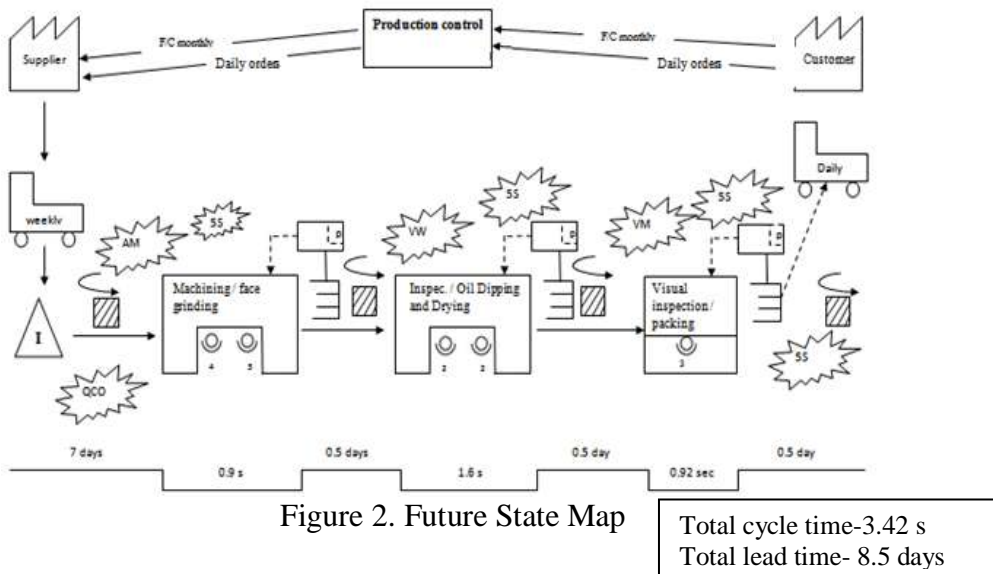 Production control
F/C monthly
F/C monthly
Supplier
Daily orders
Daily orders
Customer
Daily
weekly
5S
5S
5S
AM
VW
VM
Machining / face
grinding
Inspec. / Oil Dipping
and Drying
Visual
inspection /
packing
I
4
2
2
3
5S
QCO
7 days
0.5 days
0.5 day
0.5 day
0.9 s
1.6 s
0.92 sec
Figure 2. Future State Map
Total cycle time-3.42 s
Total lead time- 8.5 days